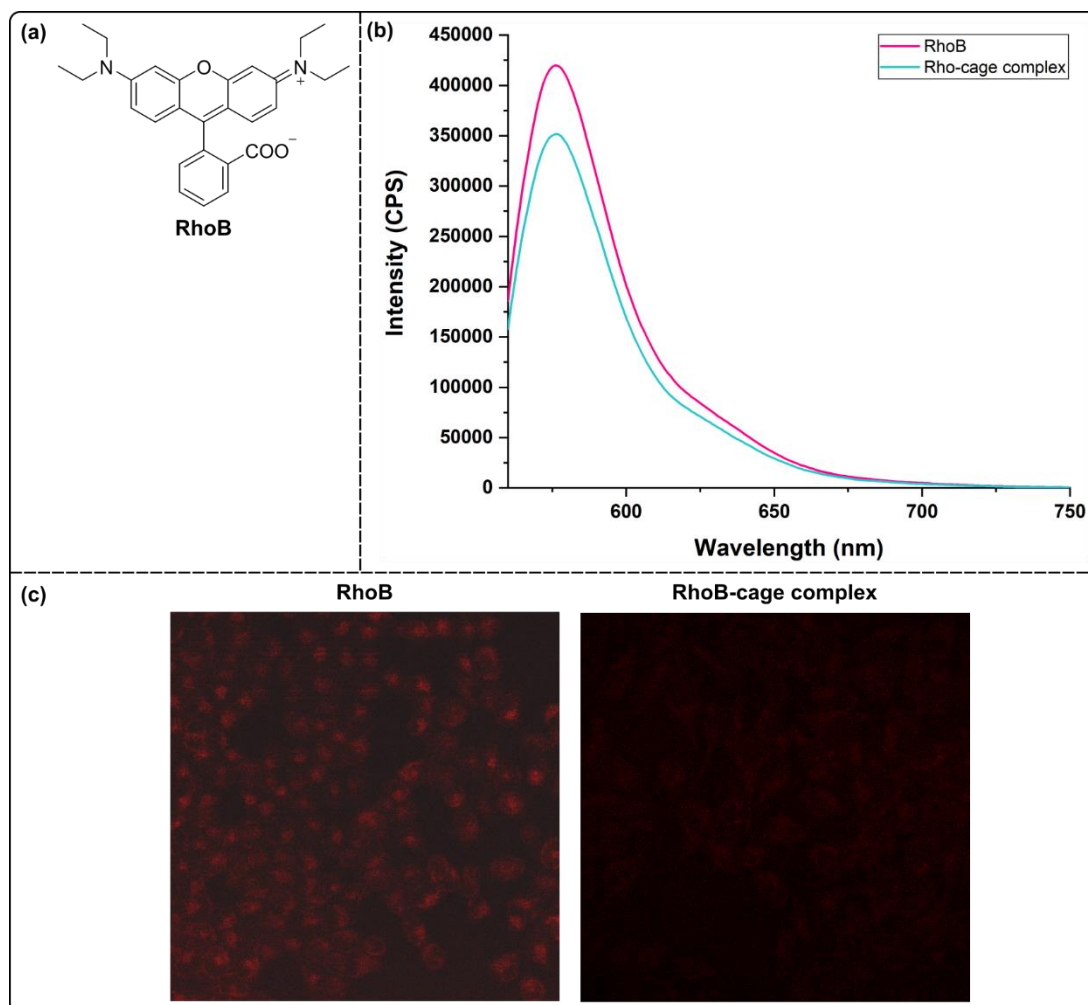 (a)
N
O
N
+
COO⁻
RhoB
(b)
RhoB
Rho-cage complex
450000
400000
350000
300000
250000
200000
150000
100000
50000
0
Intensity (CPS)
600
650
700
750
Wavelength (nm)
(c)
RhoB
RhoB-cage complex